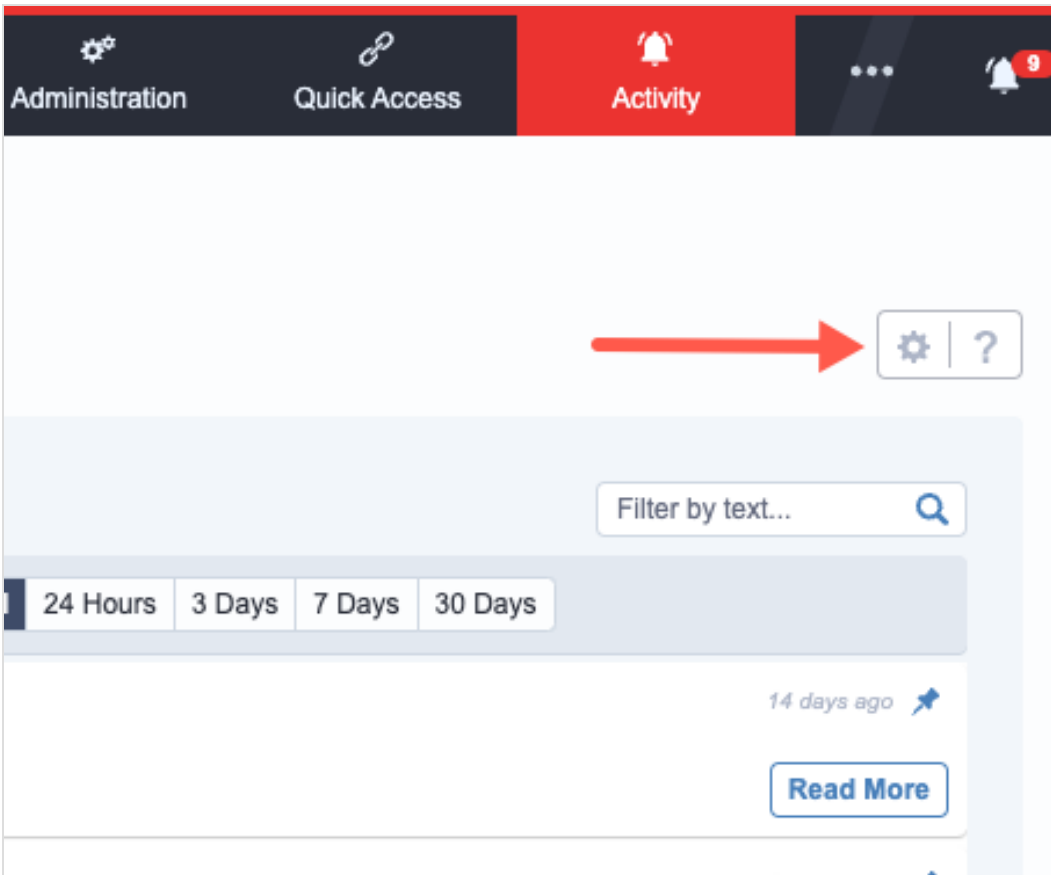 Administration
Quick Access
Activity
9
?
Filter by text...
24 Hours 3 Days 7 Days 30 Days
14 days ago
Read More